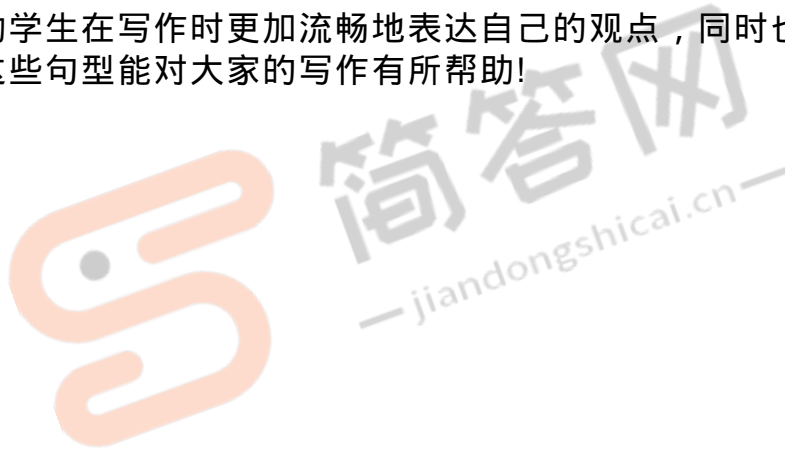 学生在写作时更加流畅地表达自己的观点，同时也
些句型能对大家的写作有所帮助!
简答网
jiandongshicai.cn